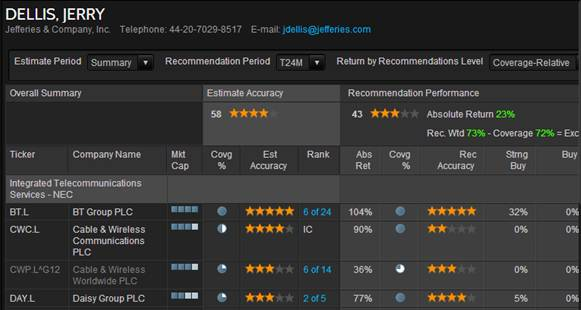 DELLIS, JERRY
Jefferies & Company, Inc. Telephone: 44-20-7029-8517 E-mail: jdellis@jefferies.com
Estimate Period Summary Recommendation Period T24M Return by Recommendations Level Coverage-Relative
Overall Summary Estimate Accuracy Recommendation Performance
58 43 Absolute Return 23%
Rec. Wtd 73% - Coverage 72% = Exc
Ticker Company Name Mkt Cap Covg % Est Accuracy Rank Abs Ret Covg % Rec Accuracy Strng Buy Buy
Integrated Telecommunications
Services - NEC
BT.L BT Group PLC 6 of 24 104% 32% 0%
CWC.L Cable & Wireless IC 90% 0% 0%
Communications
PLC
CWP.L^G12 Cable & Wireless 6 of 14 36% 0% 0%
Worldwide PLC
DAY.L Daisy Group PLC 2 of 5 77% 5% 0%